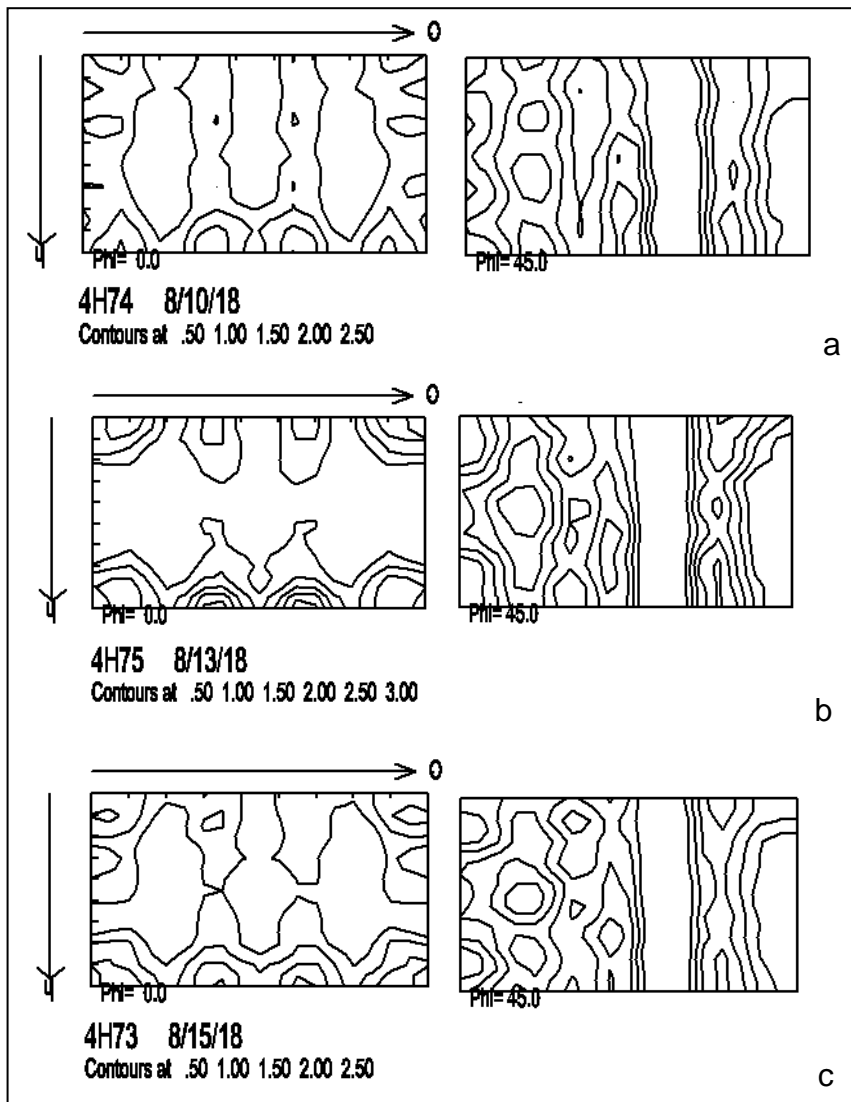 0
Phi= 0.0
Phi= 45.0
4H74 8/10/18
Contours at .50 1.00 1.50 2.00 2.50
a
0
Phi= 0.0
Phi= 45.0
4H75 8/13/18
Contours at .50 1.00 1.50 2.00 2.50 3.00
b
0
Phi= 0.0
Phi= 45.0
4H73 8/15/18
Contours at .50 1.00 1.50 2.00 2.50
c